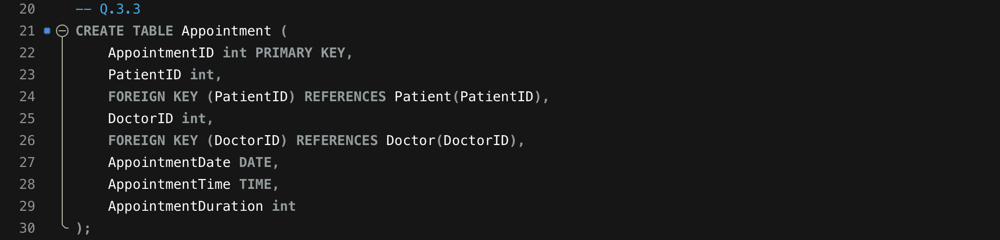 20 -- Q.3.3
21 CREATE TABLE Appointment (
22 AppointmentID int PRIMARY KEY,
23 PatientID int,
24 FOREIGN KEY (PatientID) REFERENCES Patient(PatientID),
25 DoctorID int,
26 FOREIGN KEY (DoctorID) REFERENCES Doctor(DoctorID),
27 AppointmentDate DATE,
28 AppointmentTime TIME,
29 AppointmentDuration int
30 );